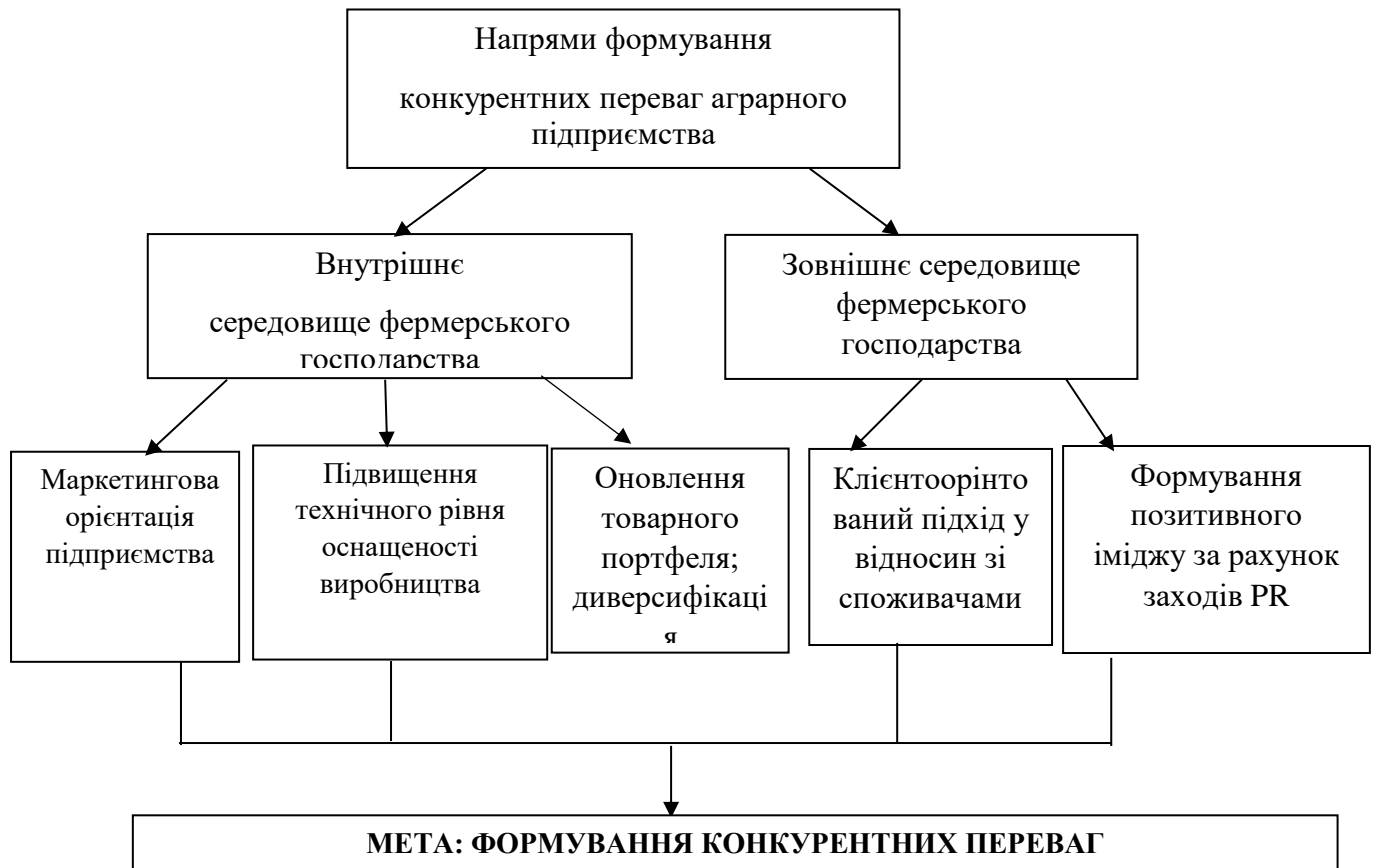 Напрями формування
конкурентних переваг аграрного
підприємства
Внутрішнє
середовище фермерського
господарства
Зовнішнє середовище
фермерського
господарства
Маркетингова
орієнтація
підприємства
Підвищення
технічного рівня
оснащеності
виробництва
Оновлення
товарного
портфеля;
диверсифікаці
я
Клієнтоорінто
ваний підхід у
відносин зі
споживачами
Формування
позитивного
іміджу за рахунок
заходів PR
МЕТА: ФОРМУВАННЯ КОНКУРЕНТНИХ ПЕРЕВАГ